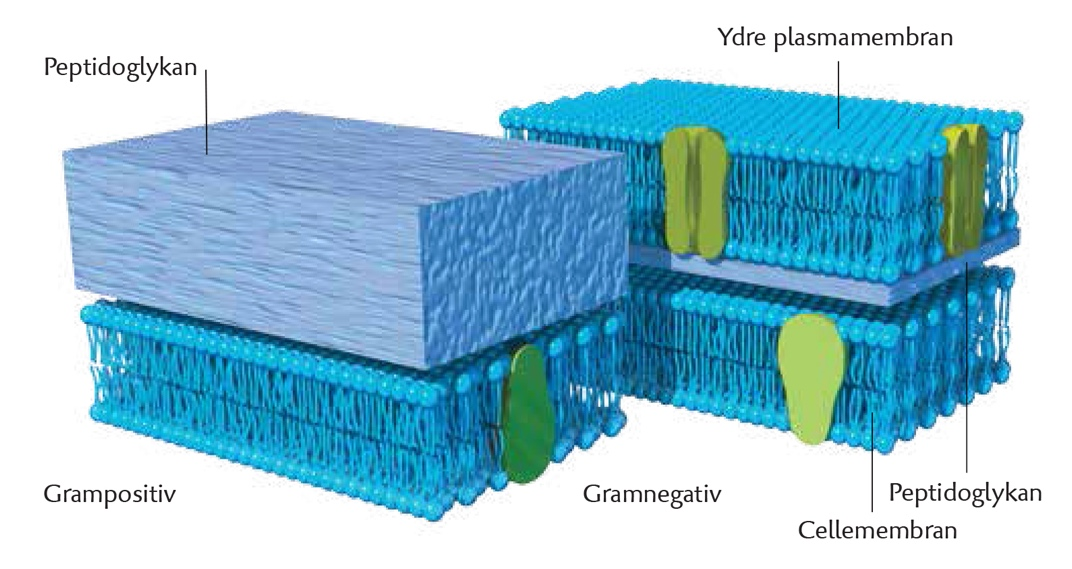 Ydre plasmamembran
Peptidoglykan
Grampositiv
Gramnegativ
Peptidoglykan
Cellemembran